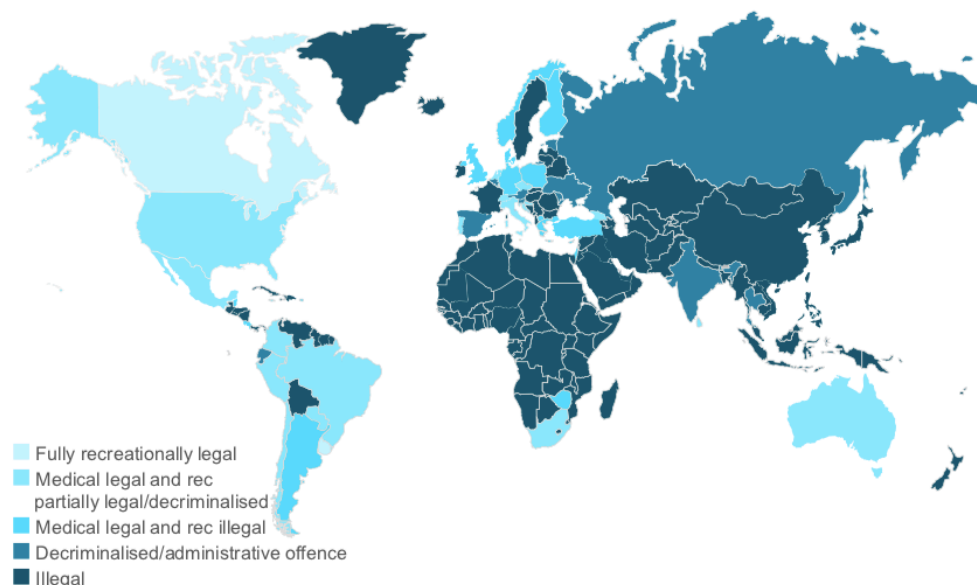 Fully recreationally legal
Medical legal and rec
partially legal/decriminalised
Medical legal and rec illegal
Decriminalised/administrative offence
Illegal